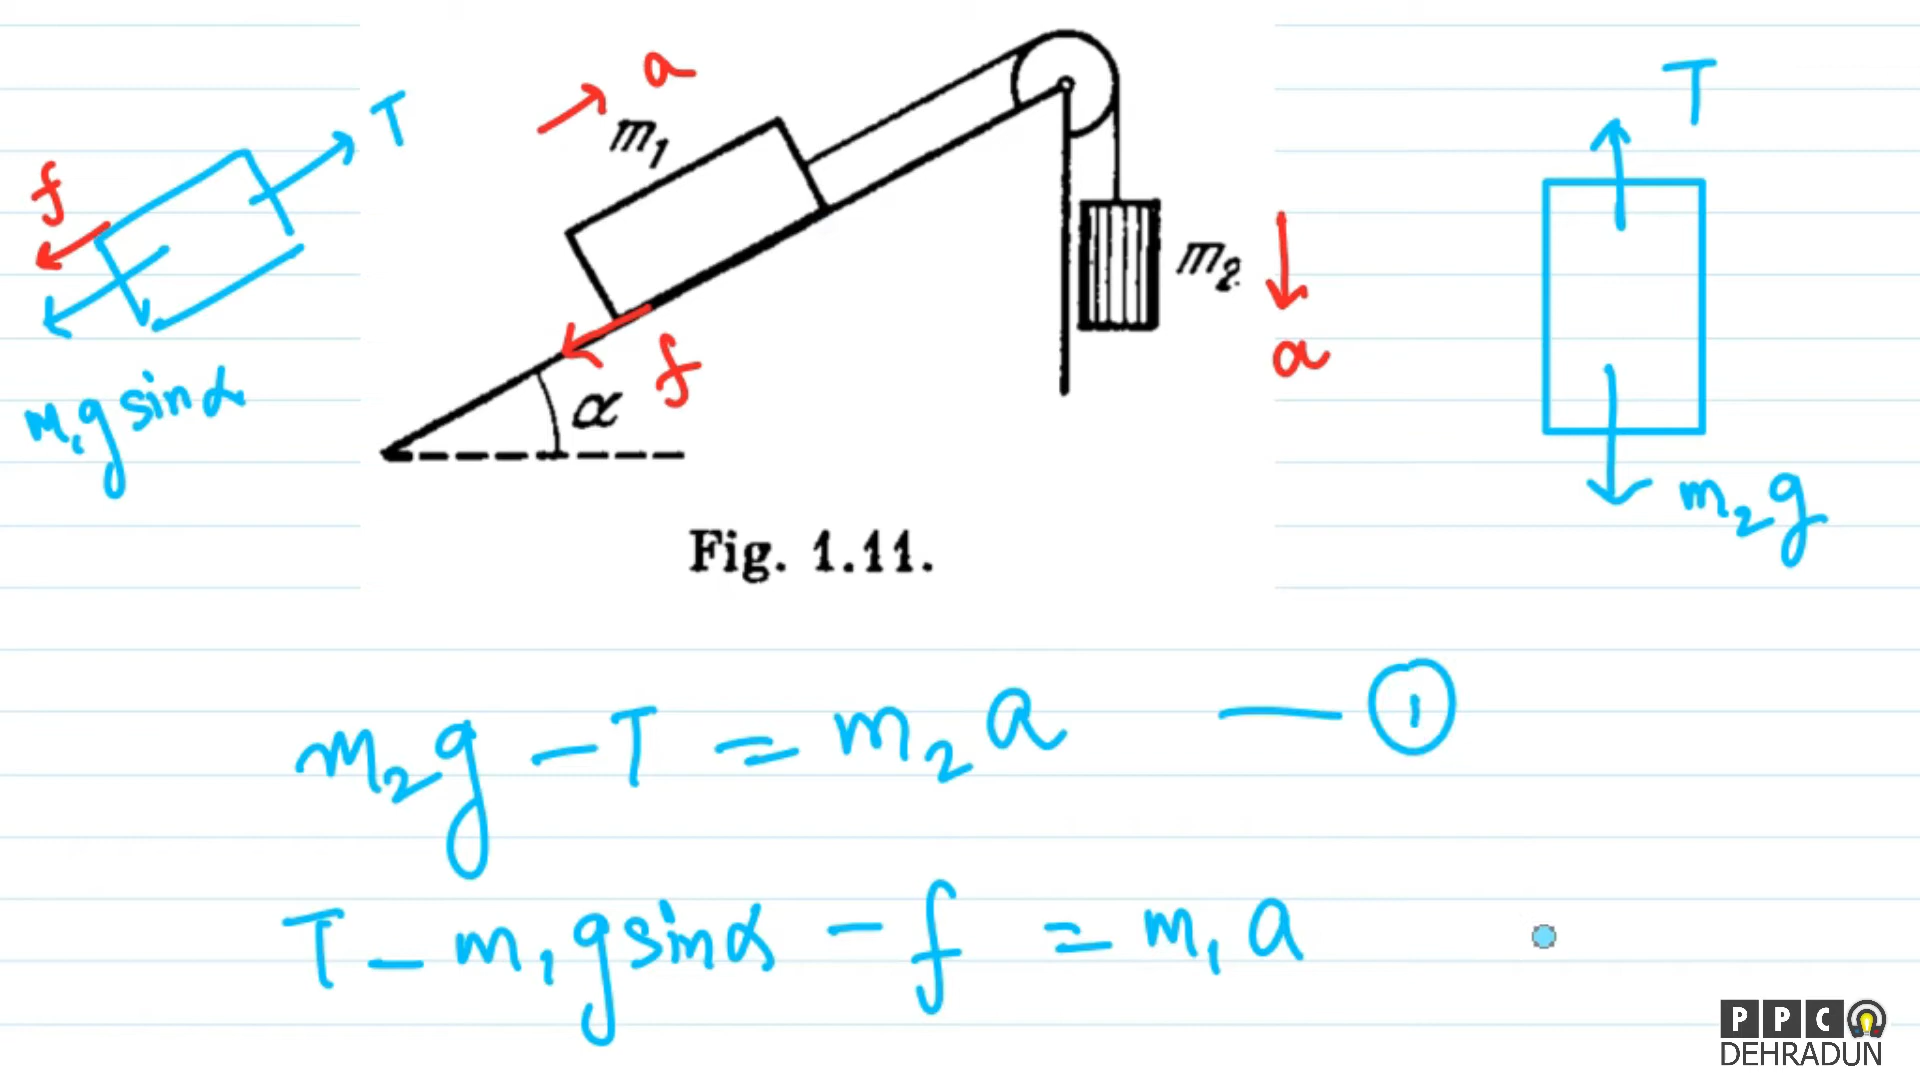 a
T
m₁
T
f
m₂
a
f
α
m₁g sinα
m₂g
Fig. 1.11.
m₂g - T = m₂a — ①
T - m₁g sinα - f = m₁a
PPC
DEHRADUN